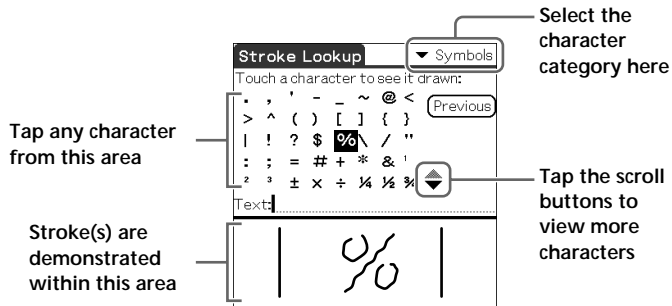 Select the
character
category here
Stroke Lookup ▼ Symbols
Touch a character to see it drawn:
. , ' - _ ~ @ < Previous
> ^ ( ) [ ] { }
| ! ? $ % \ / "
: ; = # + * & '
² ³ ± × ÷ ¼ ½ ¾
Text:
Tap any character
from this area
Tap the scroll
buttons to
view more
characters
Stroke(s) are
demonstrated
within this area
%